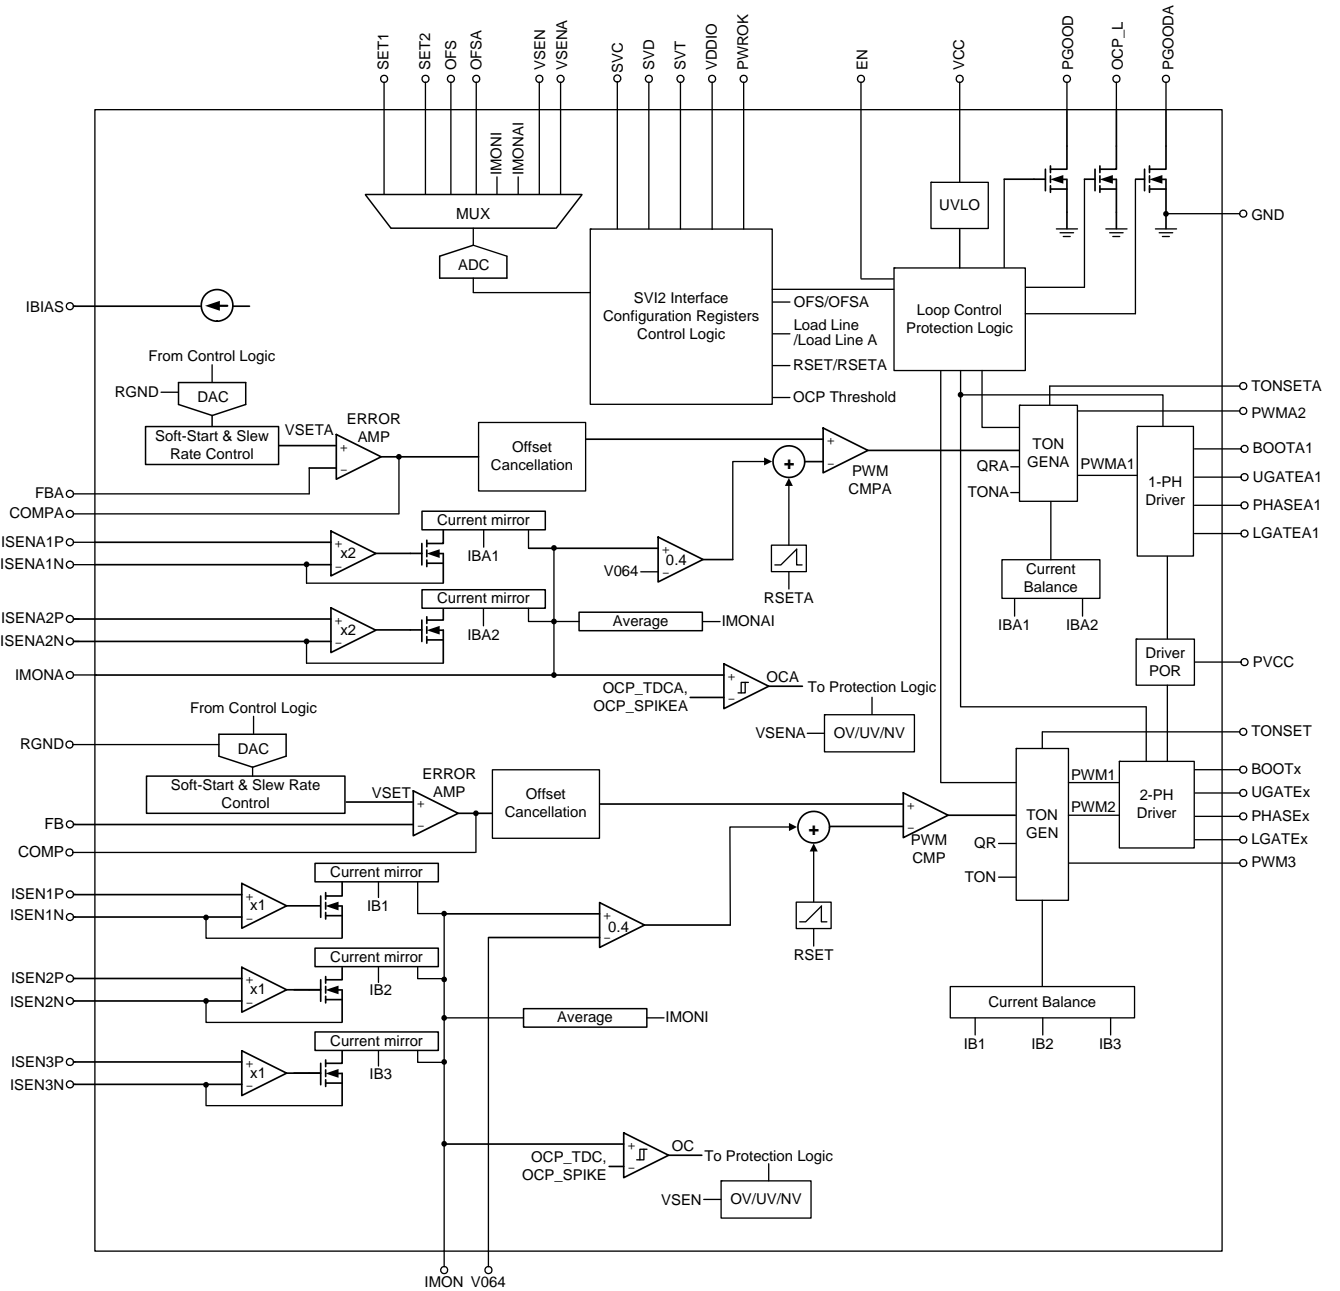 SET1
SET2
OFS
OFSA
VSEN
VSENA
SVC
SVD
SVT
VDDIO
PWROK
EN
VCC
PGOOD
OCP_L
PGOODA
IMONI
IMONAI
MUX
ADC
UVLO
GND
IBIAS
SVI2 Interface
Configuration Registers
Control Logic
OFS/OFSA
Load Line
/Load Line A
RSET/RSETA
OCP Threshold
Loop Control
Protection Logic
From Control Logic
RGND
DAC
Soft-Start & Slew
Rate Control
VSETA
ERROR
AMP
+
−
Offset
Cancellation
+
−
PWM
CMPA
+
TON
GENA
QRA
TONA
PWMA1
1-PH
Driver
TONSETA
PWMA2
BOOTA1
UGATEA1
PHASEA1
LGATEA1
FBA
COMPA
ISENA1P
ISENA1N
+
−
x2
Current mirror
IBA1
V064
+
−
0.4
RSETA
Current
Balance
IBA1
IBA2
ISENA2P
ISENA2N
+
−
x2
Current mirror
IBA2
Average
IMONAI
Driver
POR
PVCC
IMONA
OCP_TDCA,
OCP_SPIKEA
+
−
OCA
To Protection Logic
VSENA
OV/UV/NV
From Control Logic
RGND
DAC
Soft-Start & Slew Rate
Control
VSET
ERROR
AMP
+
−
Offset
Cancellation
+
−
PWM
CMP
+
TON
GEN
QR
TON
PWM1
PWM2
2-PH
Driver
TONSET
BOOTx
UGATEx
PHASEx
LGATEx
PWM3
FB
COMP
ISEN1P
ISEN1N
+
−
x1
Current mirror
IB1
+
−
0.4
RSET
ISEN2P
ISEN2N
+
−
x1
Current mirror
IB2
Average
IMONI
Current Balance
IB1
IB2
IB3
ISEN3P
ISEN3N
+
−
x1
Current mirror
IB3
OCP_TDC,
OCP_SPIKE
+
−
OC
To Protection Logic
VSEN
OV/UV/NV
IMON
V064